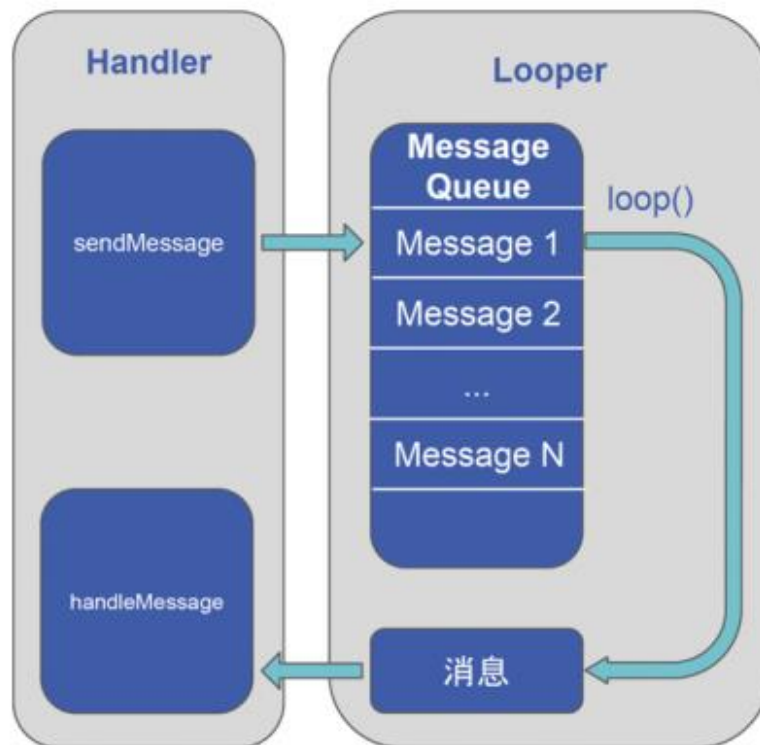 Handler
sendMessage
handleMessage
Looper
Message
Queue
Message 1
Message 2
...
Message N
loop()
消息